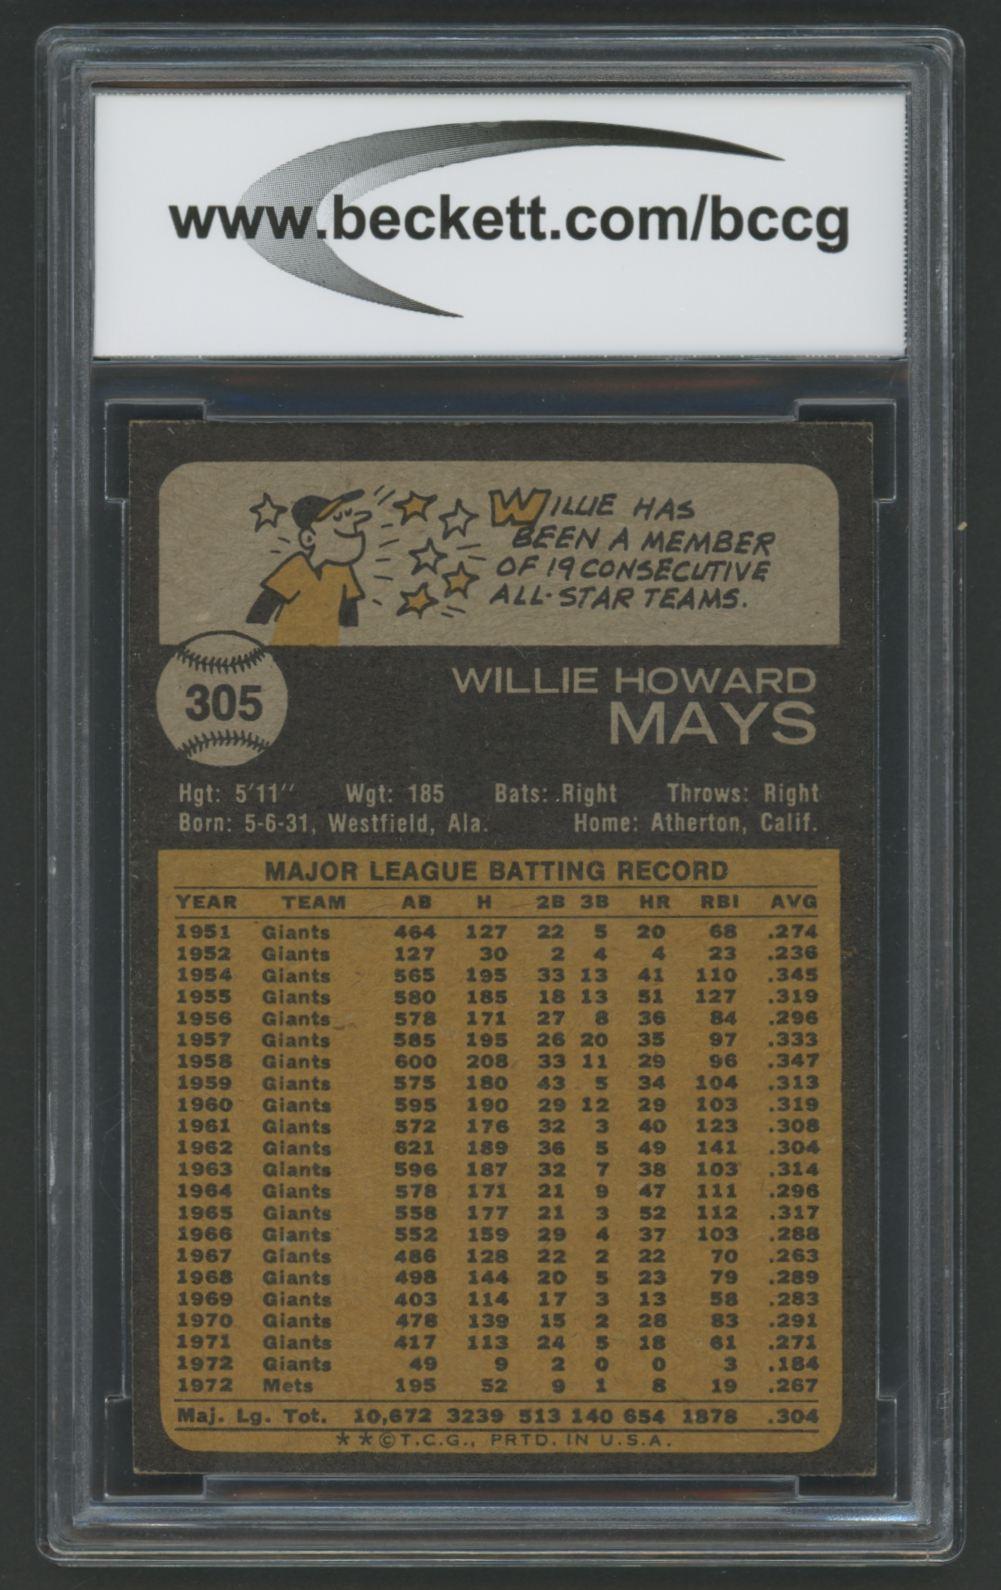 www.beckett.com/bccg
WILLIE HAS
BEEN A MEMBER
OF 19 CONSECUTIVE
ALL-STAR TEAMS.
305
WILLIE HOWARD
MAYS
Hgt: 5'11" Wgt: 185 Bats: Right Throws: Right
Born: 5-6-31, Westfield, Ala. Home: Atherton, Calif.
MAJOR LEAGUE BATTING RECORD
YEAR TEAM AB H 2B 3B HR RBI AVG
1951 Giants 464 127 22 5 20 68 .274
1952 Giants 127 30 2 4 4 23 .236
1954 Giants 565 195 33 13 41 110 .345
1955 Giants 580 185 18 13 51 127 .319
1956 Giants 578 171 27 8 36 84 .296
1957 Giants 585 195 26 20 35 97 .333
1958 Giants 600 208 33 11 29 96 .347
1959 Giants 575 180 43 5 34 104 .313
1960 Giants 595 190 29 12 29 103 .319
1961 Giants 572 176 32 3 40 123 .308
1962 Giants 621 189 36 5 49 141 .304
1963 Giants 596 187 32 7 38 103 .314
1964 Giants 578 171 21 9 47 111 .296
1965 Giants 558 177 21 3 52 112 .317
1966 Giants 552 159 29 4 37 103 .288
1967 Giants 486 128 22 2 22 70 .263
1968 Giants 498 144 20 5 23 79 .289
1969 Giants 403 114 17 3 13 58 .283
1970 Giants 478 139 15 2 28 83 .291
1971 Giants 417 113 24 5 18 61 .271
1972 Giants 49 9 2 0 0 3 .184
1972 Mets 195 52 9 1 8 19 .267
Maj. Lg. Tot. 10,672 3239 513 140 654 1878 .304
* * © T.C.G., PRTD. IN U.S.A.